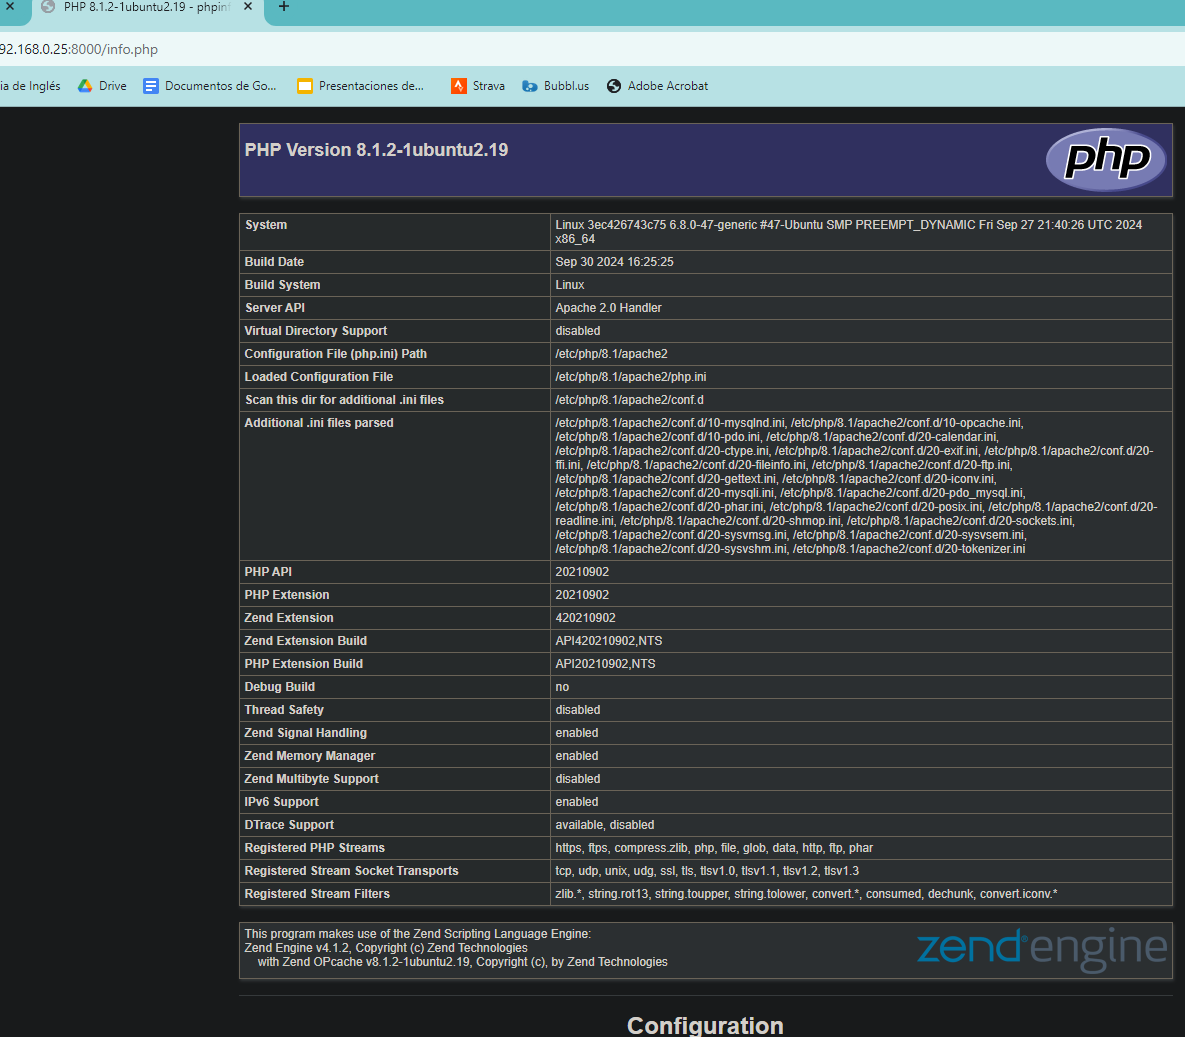 PHP 8.1.2-1ubuntu2.19 - phpinf
92.168.0.25:8000/info.php
ia de Inglés Drive Documentos de Go... Presentaciones de... Strava Bubbl.us Adobe Acrobat
PHP Version 8.1.2-1ubuntu2.19
php
System Linux 3ec426743c75 6.8.0-47-generic #47-Ubuntu SMP PREEMPT_DYNAMIC Fri Sep 27 21:40:26 UTC 2024
x86_64
Build Date Sep 30 2024 16:25:25
Build System Linux
Server API Apache 2.0 Handler
Virtual Directory Support disabled
Configuration File (php.ini) Path /etc/php/8.1/apache2
Loaded Configuration File /etc/php/8.1/apache2/php.ini
Scan this dir for additional .ini files /etc/php/8.1/apache2/conf.d
Additional .ini files parsed /etc/php/8.1/apache2/conf.d/10-mysqlnd.ini, /etc/php/8.1/apache2/conf.d/10-opcache.ini,
/etc/php/8.1/apache2/conf.d/10-pdo.ini, /etc/php/8.1/apache2/conf.d/20-calendar.ini,
/etc/php/8.1/apache2/conf.d/20-ctype.ini, /etc/php/8.1/apache2/conf.d/20-exif.ini, /etc/php/8.1/apache2/conf.d/20-
ffi.ini, /etc/php/8.1/apache2/conf.d/20-fileinfo.ini, /etc/php/8.1/apache2/conf.d/20-ftp.ini,
/etc/php/8.1/apache2/conf.d/20-gettext.ini, /etc/php/8.1/apache2/conf.d/20-iconv.ini,
/etc/php/8.1/apache2/conf.d/20-mysqli.ini, /etc/php/8.1/apache2/conf.d/20-pdo_mysql.ini,
/etc/php/8.1/apache2/conf.d/20-phar.ini, /etc/php/8.1/apache2/conf.d/20-posix.ini, /etc/php/8.1/apache2/conf.d/20-
readline.ini, /etc/php/8.1/apache2/conf.d/20-shmop.ini, /etc/php/8.1/apache2/conf.d/20-sockets.ini,
/etc/php/8.1/apache2/conf.d/20-sysvmsg.ini, /etc/php/8.1/apache2/conf.d/20-sysvsem.ini,
/etc/php/8.1/apache2/conf.d/20-sysvshm.ini, /etc/php/8.1/apache2/conf.d/20-tokenizer.ini
PHP API 20210902
PHP Extension 20210902
Zend Extension 420210902
Zend Extension Build API420210902,NTS
PHP Extension Build API20210902,NTS
Debug Build no
Thread Safety disabled
Zend Signal Handling enabled
Zend Memory Manager enabled
Zend Multibyte Support disabled
IPv6 Support enabled
DTrace Support available, disabled
Registered PHP Streams https, ftps, compress.zlib, php, file, glob, data, http, ftp, phar
Registered Stream Socket Transports tcp, udp, unix, udg, ssl, tls, tlsv1.0, tlsv1.1, tlsv1.2, tlsv1.3
Registered Stream Filters zlib.*, string.rot13, string.toupper, string.tolower, convert.*, consumed, dechunk, convert.iconv.*
This program makes use of the Zend Scripting Language Engine:
Zend Engine v4.1.2, Copyright (c) Zend Technologies
with Zend OPcache v8.1.2-1ubuntu2.19, Copyright (c), by Zend Technologies
zend engine
Configuration